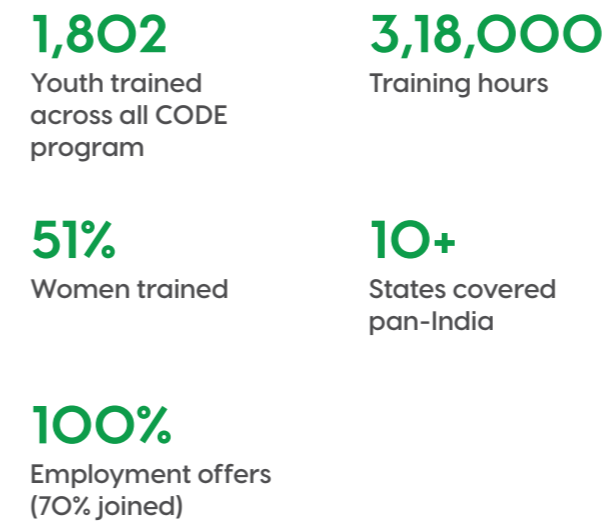 1,802
Youth trained
across all CODE
program
3,18,000
Training hours
51%
Women trained
10+
States covered
pan-India
100%
Employment offers
(70% joined)